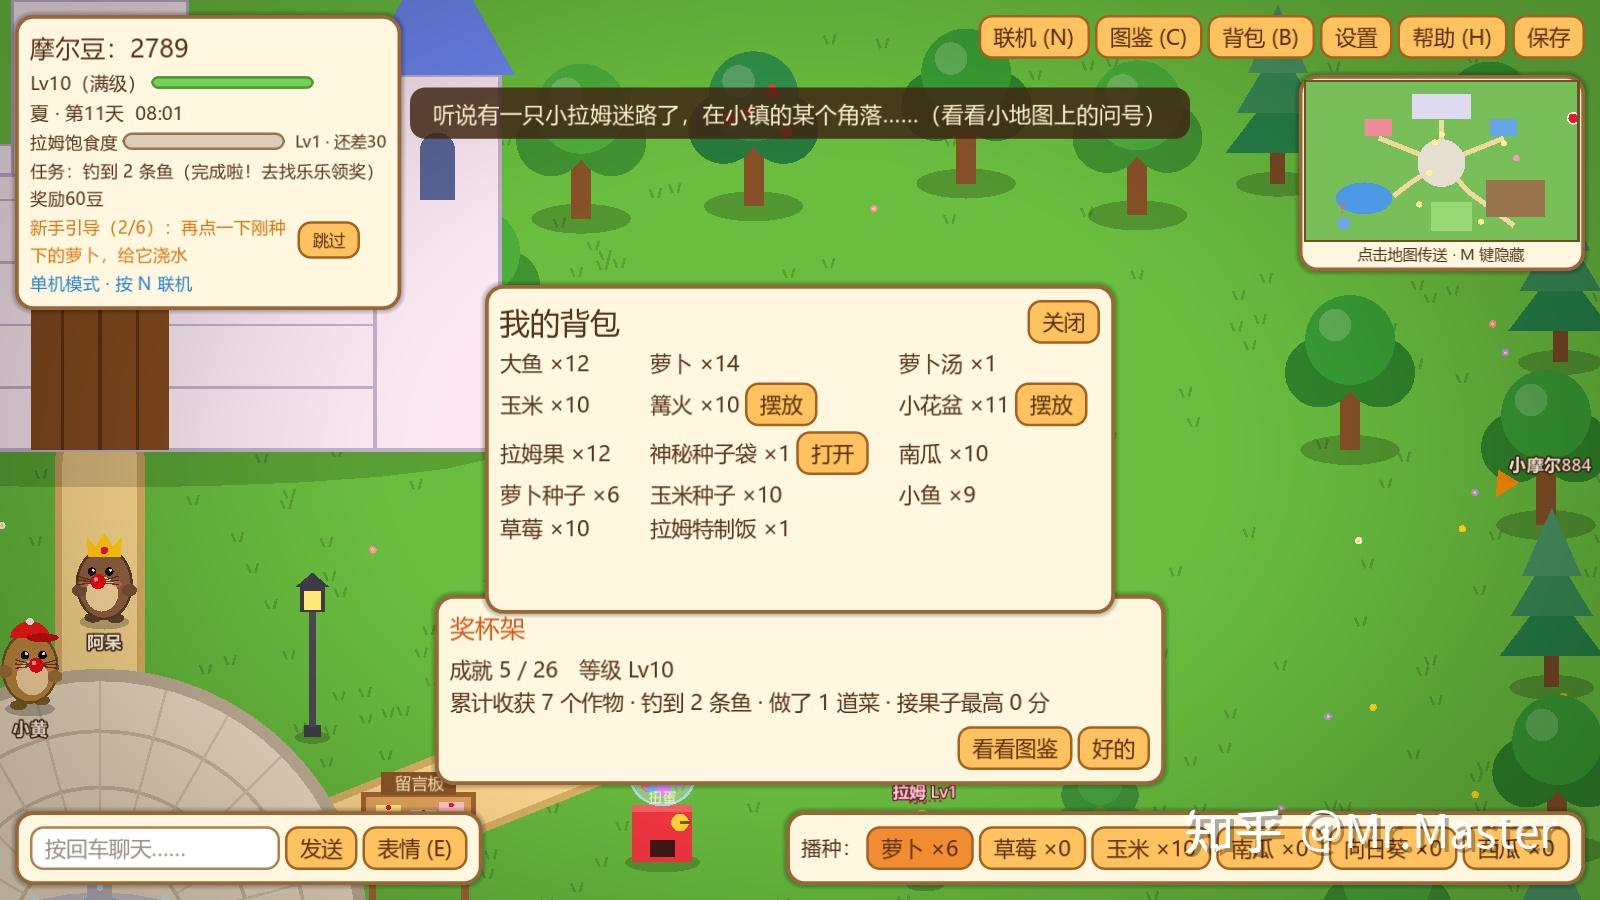 摩尔豆：2789
Lv10（满级）
夏 · 第11天 08:01
拉姆饱食度 Lv1 · 还差30
任务：钓到 2 条鱼（完成啦！去找乐乐领奖）
奖励60豆
新手引导（2/6）：再点一下刚种
下的萝卜，给它浇水
跳过
单机模式 · 按 N 联机
联机 (N) 图鉴 (C) 背包 (B) 设置 帮助 (H) 保存
听说有一只小拉姆迷路了，在小镇的某个角落……（看看小地图上的问号）
点击地图传送 · M 键隐藏
我的背包 关闭
大鱼 ×12 萝卜 ×14 萝卜汤 ×1
玉米 ×10 篝火 ×10 摆放 小花盆 ×11 摆放
拉姆果 ×12 神秘种子袋 ×1 打开 南瓜 ×10
萝卜种子 ×6 玉米种子 ×10 小鱼 ×9
草莓 ×10 拉姆特制饭 ×1
小摩尔884
阿呆
小黄
奖杯架
成就 5 / 26 等级 Lv10
累计收获 7 个作物 · 钓到 2 条鱼 · 做了 1 道菜 · 接果子最高 0 分
看看图鉴 好的
留言板
扭蛋
拉姆 Lv1
按回车聊天…… 发送 表情 (E)
播种： 萝卜 ×6 草莓 ×0 玉米 ×10 南瓜 ×0 向日葵 ×0 西瓜 ×0
知乎 @Mr.Master